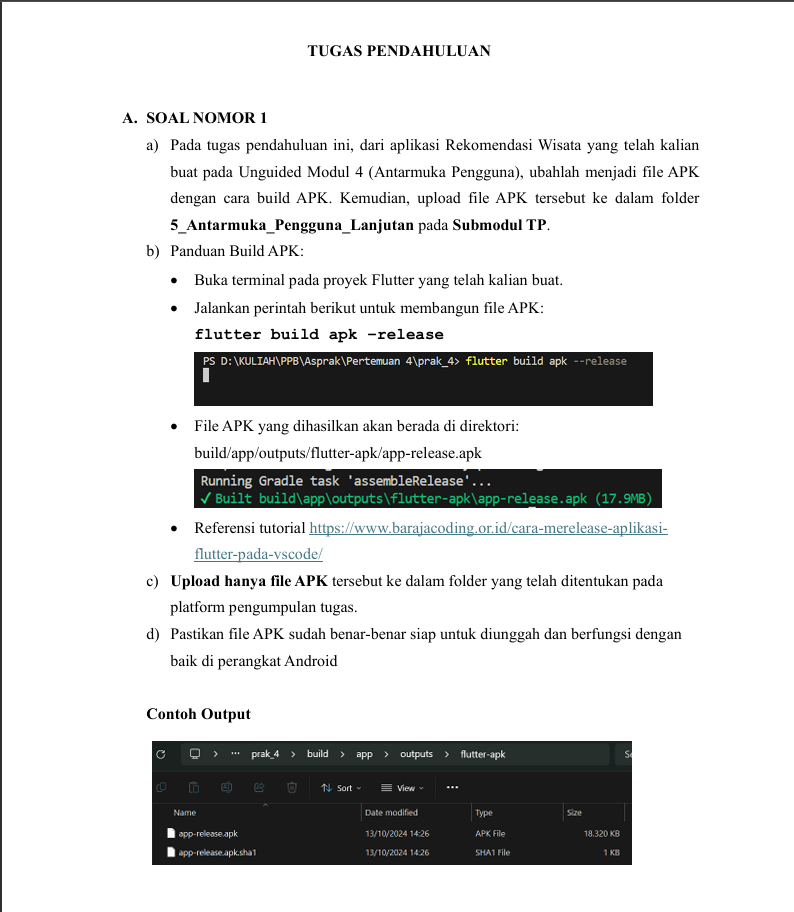 TUGAS PENDAHULUAN
A. SOAL NOMOR 1
a) Pada tugas pendahuluan ini, dari aplikasi Rekomendasi Wisata yang telah kalian
buat pada Unguided Modul 4 (Antarmuka Pengguna), ubahlah menjadi file APK
dengan cara build APK. Kemudian, upload file APK tersebut ke dalam folder
5_Antarmuka_Pengguna_Lanjutan pada Submodul TP.
b) Panduan Build APK:
• Buka terminal pada proyek Flutter yang telah kalian buat.
• Jalankan perintah berikut untuk membangun file APK:
flutter build apk –release
PS D:\KULIAH\PPB\Asprak\Pertemuan 4\prak_4> flutter build apk --release
• File APK yang dihasilkan akan berada di direktori:
build/app/outputs/flutter-apk/app-release.apk
Running Gradle task 'assembleRelease'...
√ Built build\app\outputs\flutter-apk\app-release.apk (17.9MB)
• Referensi tutorial https://www.barajacoding.or.id/cara-merelease-aplikasi-
flutter-pada-vscode/
c) Upload hanya file APK tersebut ke dalam folder yang telah ditentukan pada
platform pengumpulan tugas.
d) Pastikan file APK sudah benar-benar siap untuk diunggah dan berfungsi dengan
baik di perangkat Android
Contoh Output
> ··· prak_4 > build > app > outputs > flutter-apk
Sort View ···
Name Date modified Type Size
app-release.apk 13/10/2024 14:26 APK File 18.320 KB
app-release.apk.sha1 13/10/2024 14:26 SHA1 File 1 KB